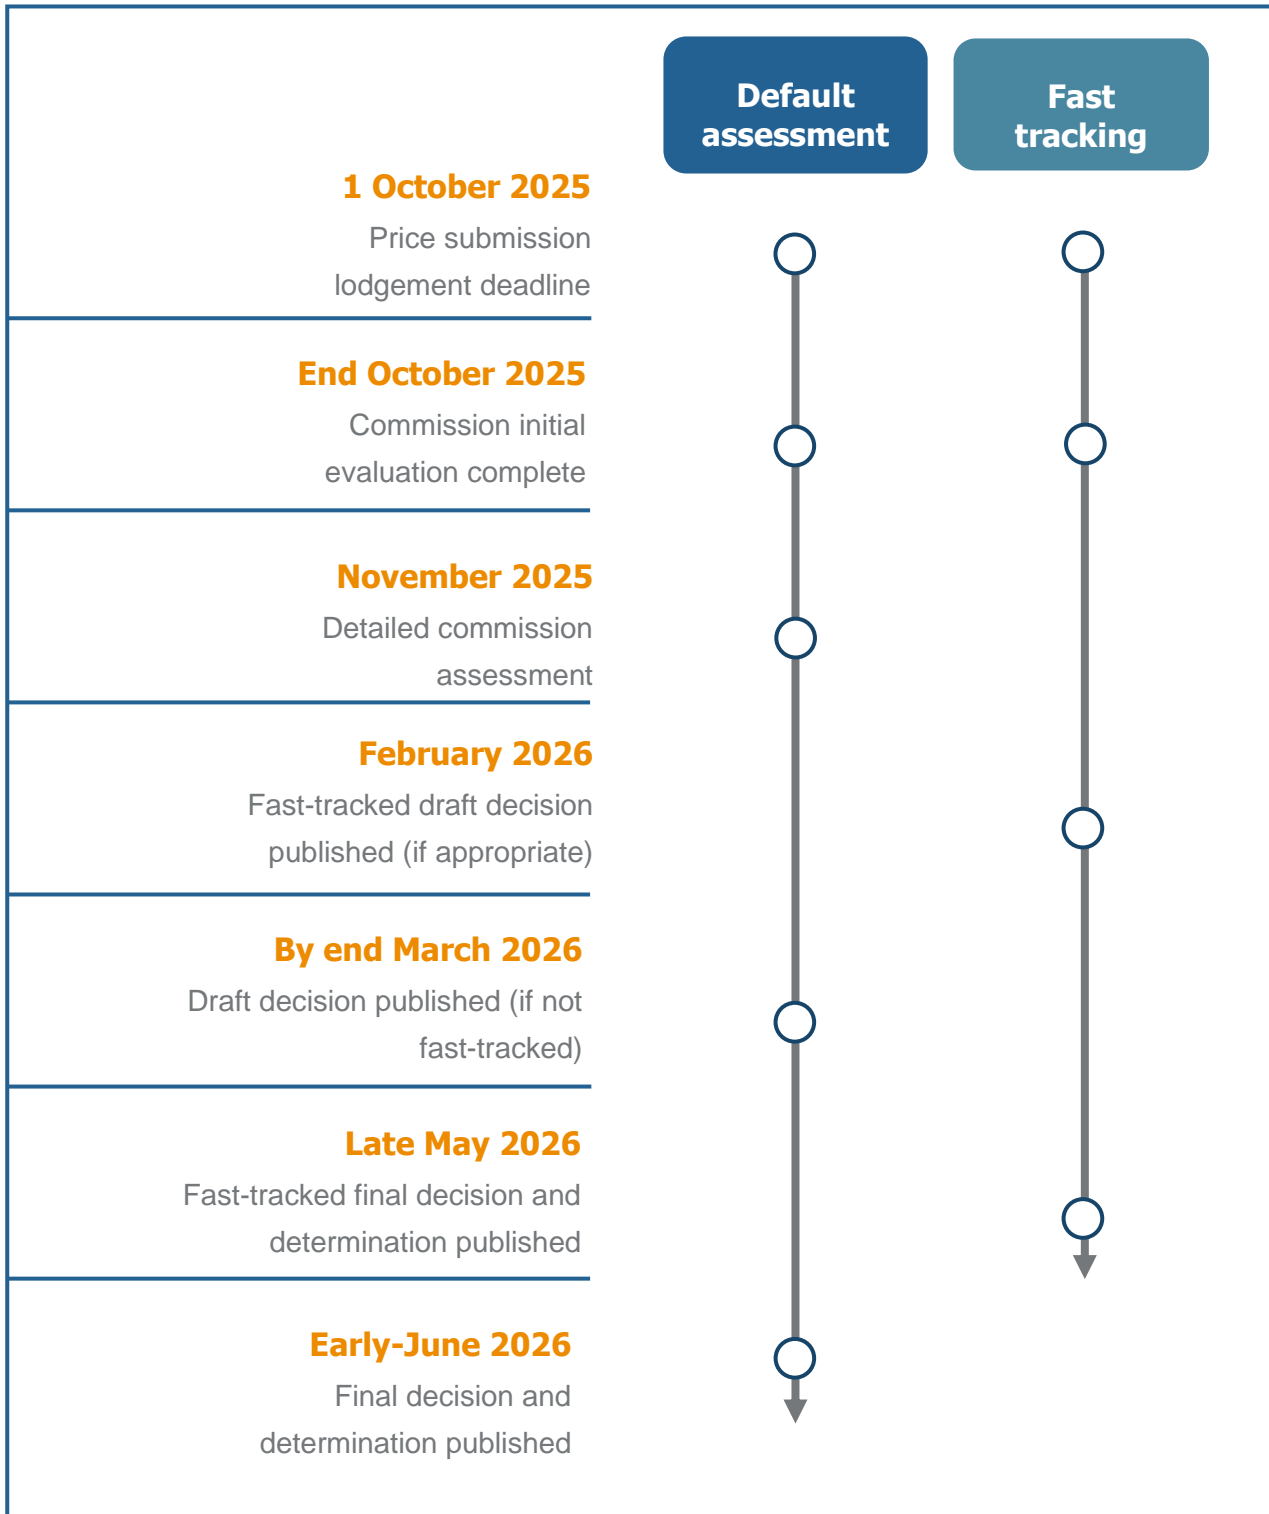 Default
assessment
Fast
tracking
1 October 2025
Price submission
lodgement deadline
End October 2025
Commission initial
evaluation complete
November 2025
Detailed commission
assessment
February 2026
Fast-tracked draft decision
published (if appropriate)
By end March 2026
Draft decision published (if not
fast-tracked)
Late May 2026
Fast-tracked final decision and
determination published
Early-June 2026
Final decision and
determination published